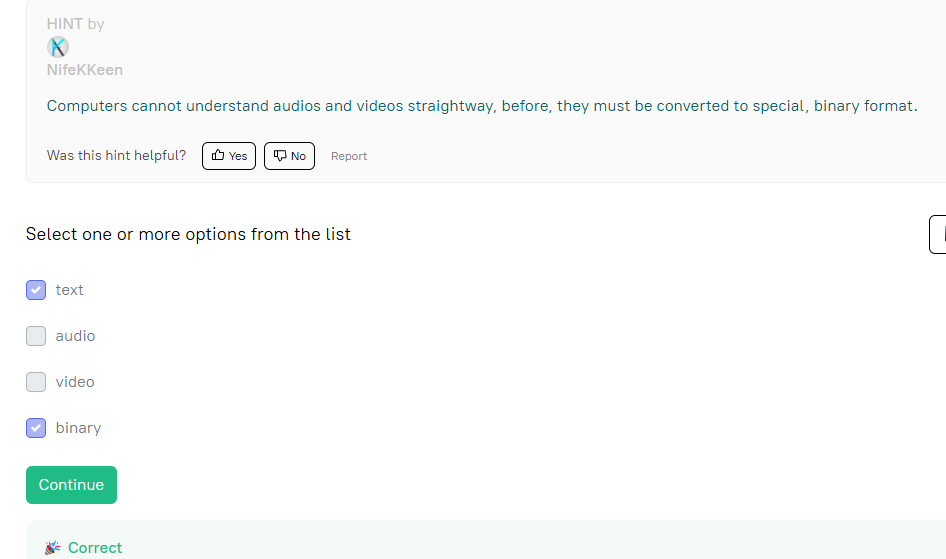 HINT by
NifeKKeen
Computers cannot understand audios and videos straightway, before, they must be converted to special, binary format.
Was this hint helpful? Yes No Report
Select one or more options from the list
text
audio
video
binary
Continue
Correct